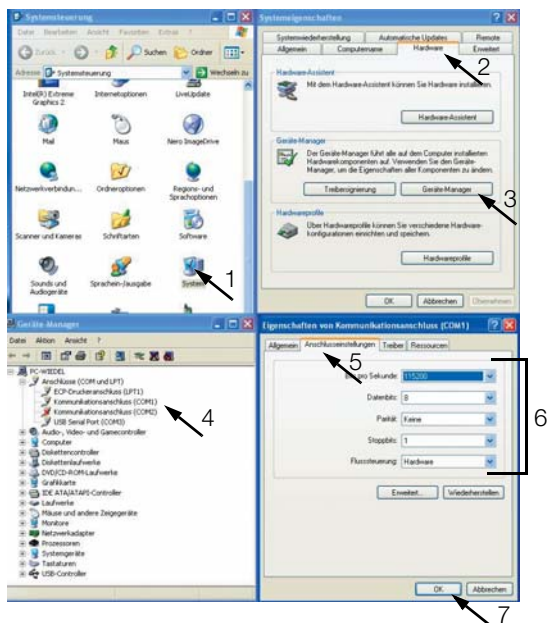 Systemsteuerung
Datei Bearbeiten Ansicht Favoriten Extras ?
Zurück Suchen Ordner
Adresse Systemsteuerung Wechseln zu
Intel(R) Extreme Graphics 2
Internetoptionen
LiveUpdate
Mail
Maus
Nero ImageDrive
Netzwerkverbindun...
Ordneroptionen
Regions- und Sprachoptionen
Scanner und Kameras
Schriftarten
Software
Sounds und Audiogeräte
Sprachein-/ausgabe
System
1
Systemeigenschaften
Systemwiederherstellung Automatische Updates Remote
Allgemein Computername Hardware Erweitert
2
Hardware-Assistent
Mit dem Hardware-Assistent können Sie Hardware installieren.
Hardware-Assistent
Geräte-Manager
Der Geräte-Manager führt alle auf dem Computer installierten
Hardwarekomponenten auf. Verwenden Sie den Geräte-
Manager, um die Eigenschaften aller Komponenten zu ändern.
Treibersignierung Geräte-Manager
3
Hardwareprofile
Über Hardwareprofile können Sie verschiedene Hardware-
konfigurationen einrichten und speichern.
Hardwareprofile
OK Abbrechen Übernehmen
Geräte-Manager
Datei Aktion Ansicht ?
PC-WIEDEL
Anschlüsse (COM und LPT)
ECP-Druckeranschluss (LPT1)
Kommunikationsanschluss (COM1)
Kommunikationsanschluss (COM2)
USB Serial Port (COM3)
Audio-, Video- und Gamecontroller
Computer
Diskettencontroller
Diskettenlaufwerke
DVD/CD-ROM-Laufwerke
Grafikkarte
IDE ATA/ATAPI-Controller
Laufwerke
Mäuse und andere Zeigegeräte
Monitore
Netzwerkadapter
Prozessoren
Systemgeräte
Tastaturen
USB-Controller
4
Eigenschaften von Kommunikationsanschluss (COM1)
Allgemein Anschlusseinstellungen Treiber Ressourcen
5
pro Sekunde: 115200
Datenbits: 8
Parität: Keine
Stoppbits: 1
Flusssteuerung: Hardware
6
Erweitert... Wiederherstellen
OK Abbrechen
7